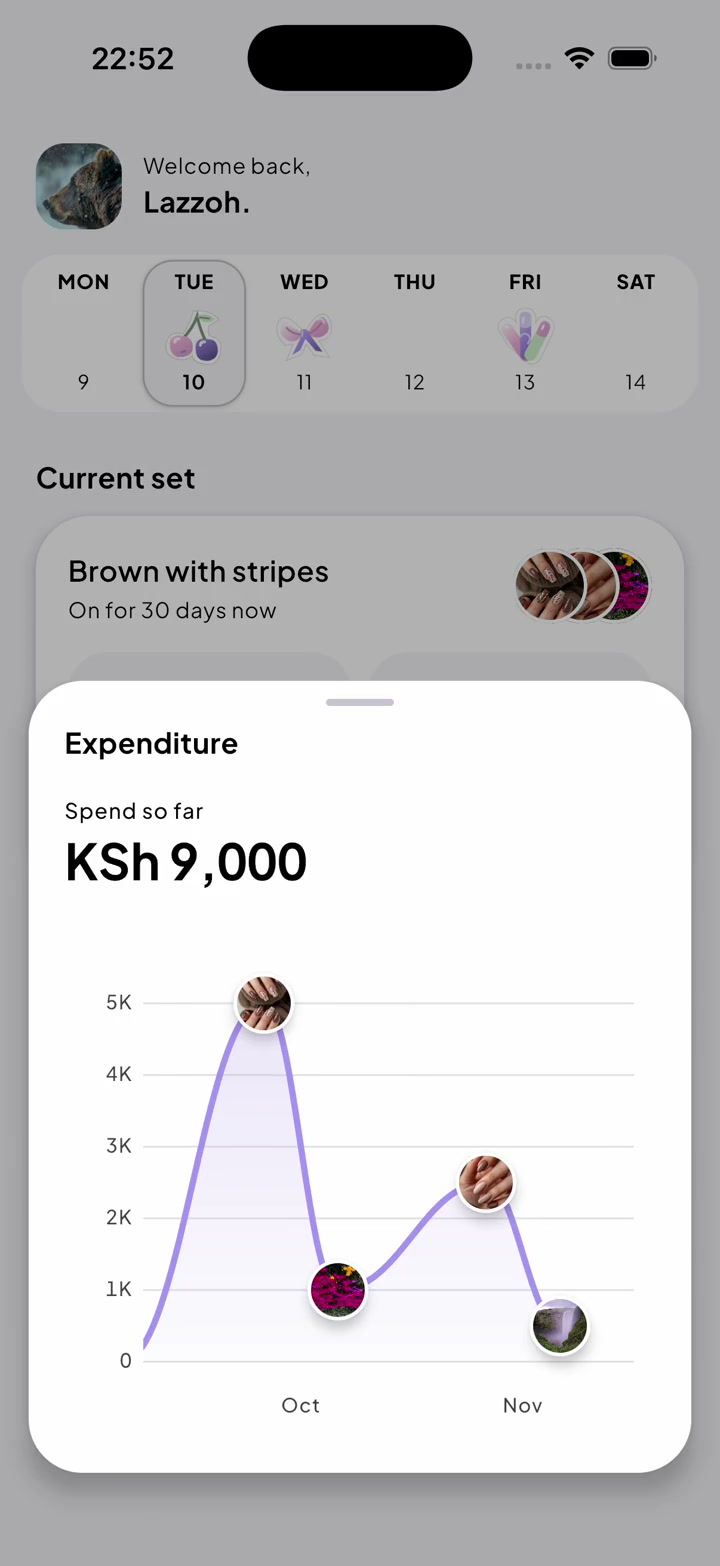 22:52
Welcome back,
Lazzoh.
MON TUE WED THU FRI SAT
9 10 11 12 13 14
Current set
Brown with stripes
On for 30 days now
Expenditure
Spend so far
KSh 9,000
5K
4K
3K
2K
1K
0
Oct Nov